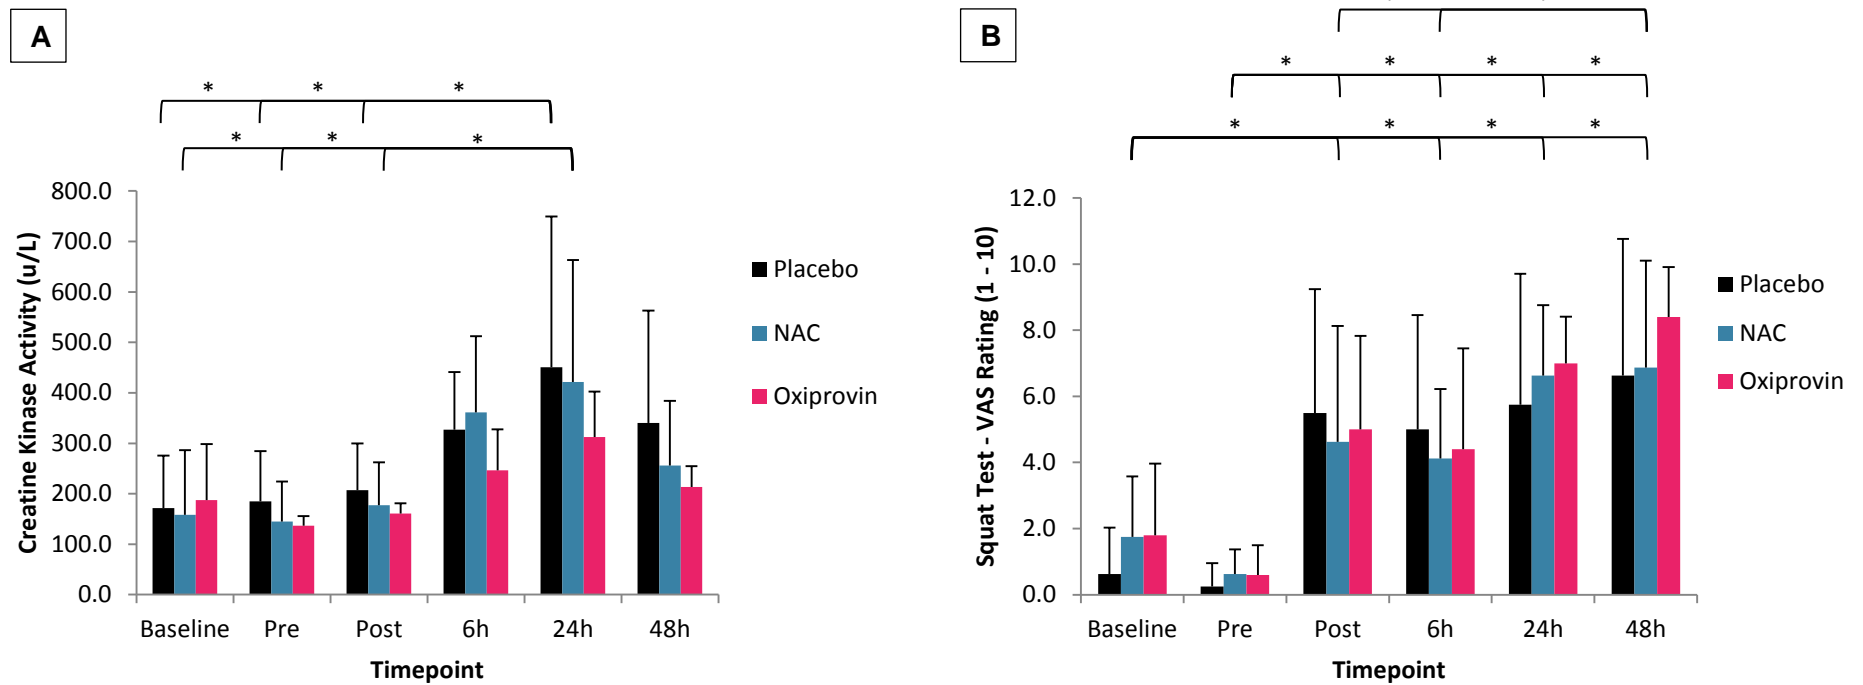 A
* * *
* * *
800.0
700.0
600.0
500.0
400.0
300.0
200.0
100.0
0.0
Creatine Kinase Activity (u/L)
Baseline Pre Post 6h 24h 48h
Timepoint
Placebo
NAC
Oxiprovin
B
* * * *
* * * *
12.0
10.0
8.0
6.0
4.0
2.0
0.0
Squat Test - VAS Rating (1 - 10)
Baseline Pre Post 6h 24h 48h
Timepoint
Placebo
NAC
Oxiprovin